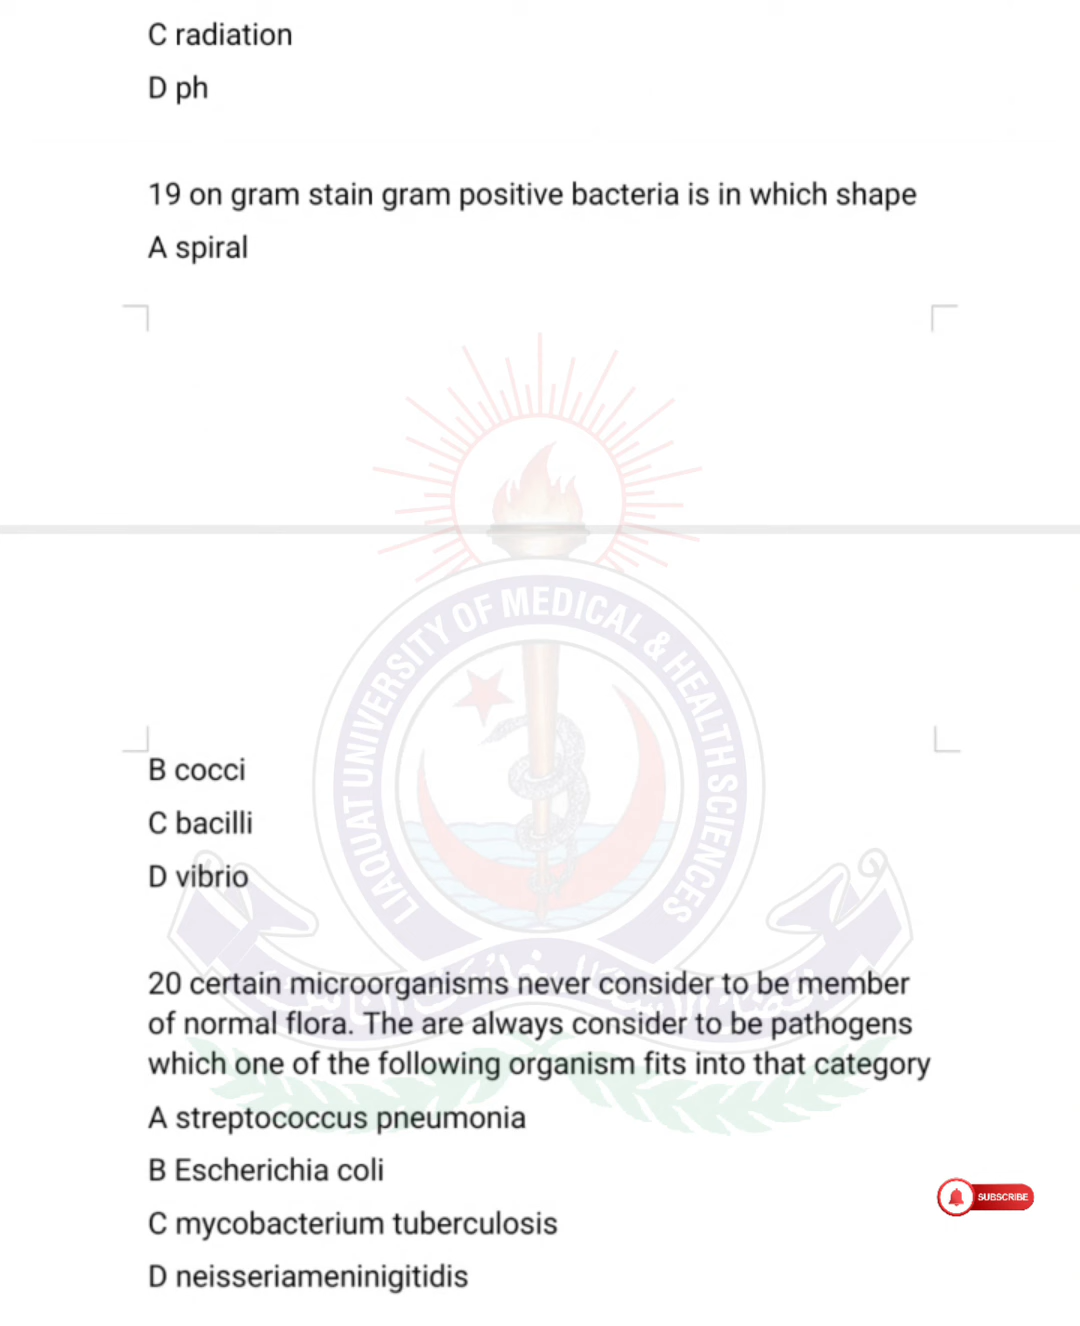 C radiation
D ph
19 on gram stain gram positive bacteria is in which shape
A spiral
LIAQUAT UNIVERSITY OF MEDICAL & HEALTH SCIENCES
B cocci
C bacilli
D vibrio
20 certain microorganisms never consider to be member
of normal flora. The are always consider to be pathogens
which one of the following organism fits into that category
A streptococcus pneumonia
B Escherichia coli
SUBSCRIBE
C mycobacterium tuberculosis
D neisseriameninigitidis